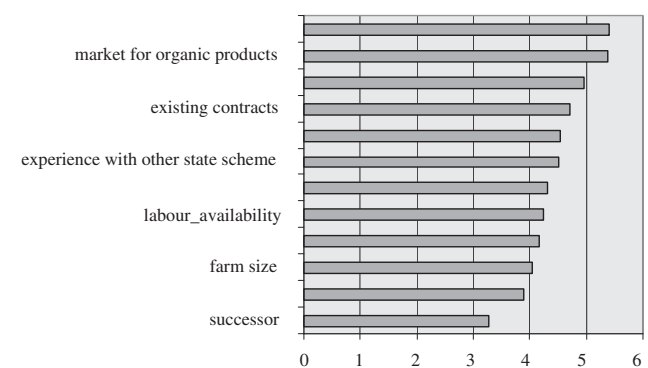 market for organic products
existing contracts
experience with other state scheme
labour_availability
farm size
successor
0 1 2 3 4 5 6